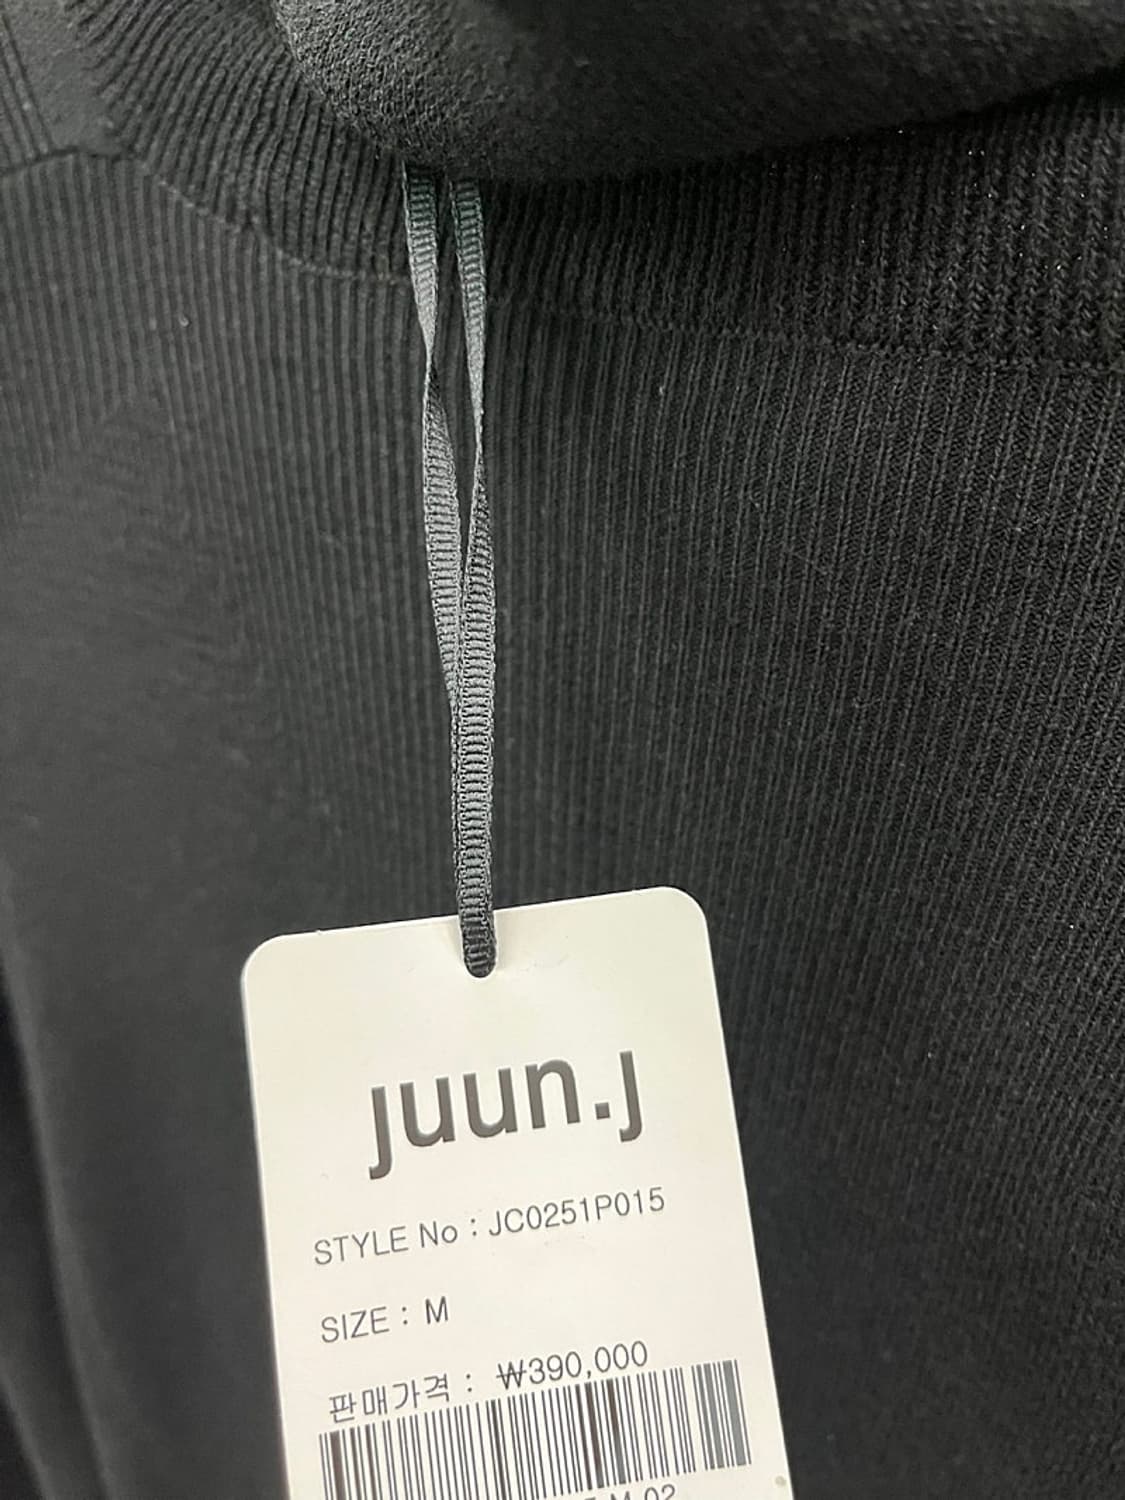 juun.j
STYLE No : JC0251P015
SIZE : M
판매가격 : ₩390,000